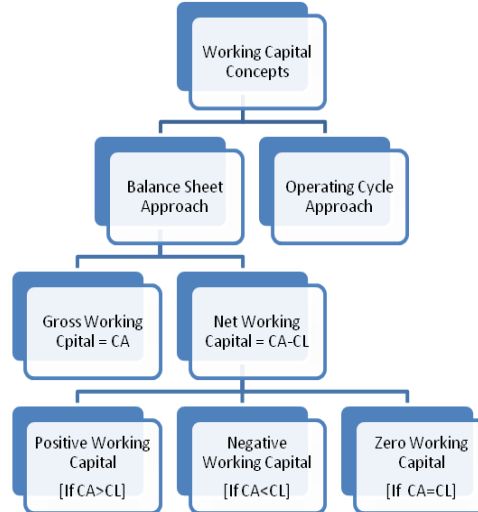 Working Capital
Concepts
Balance Sheet
Approach
Operating Cycle
Approach
Gross Working
Cpital = CA
Net Working
Capital = CA-CL
Positive Working
Capital
[If CA>CL]
Negative
Working Capital
[If CA<CL]
Zero Working
Capital
[If CA=CL]